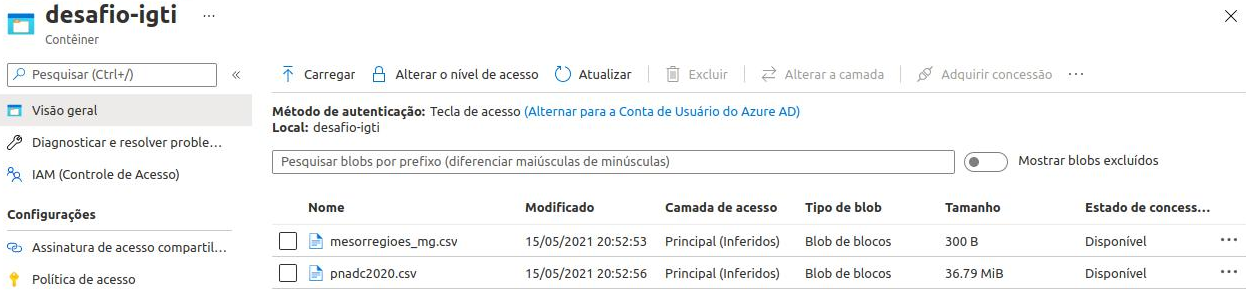 desafio-igti ...
Contêiner
Pesquisar (Ctrl+/) «
Visão geral
Diagnosticar e resolver proble...
IAM (Controle de Acesso)
Configurações
Assinatura de acesso compartil...
Política de acesso
Carregar Alterar o nível de acesso Atualizar Excluir Alterar a camada Adquirir concessão ...
Método de autenticação: Tecla de acesso (Alternar para a Conta de Usuário do Azure AD)
Local: desafio-igti
Pesquisar blobs por prefixo (diferenciar maiúsculas de minúsculas) Mostrar blobs excluídos
Nome Modificado Camada de acesso Tipo de blob Tamanho Estado de concess...
mesorregioes_mg.csv 15/05/2021 20:52:53 Principal (Inferidos) Blob de blocos 300 B Disponível ...
pnadc2020.csv 15/05/2021 20:52:56 Principal (Inferidos) Blob de blocos 36.79 MiB Disponível ...